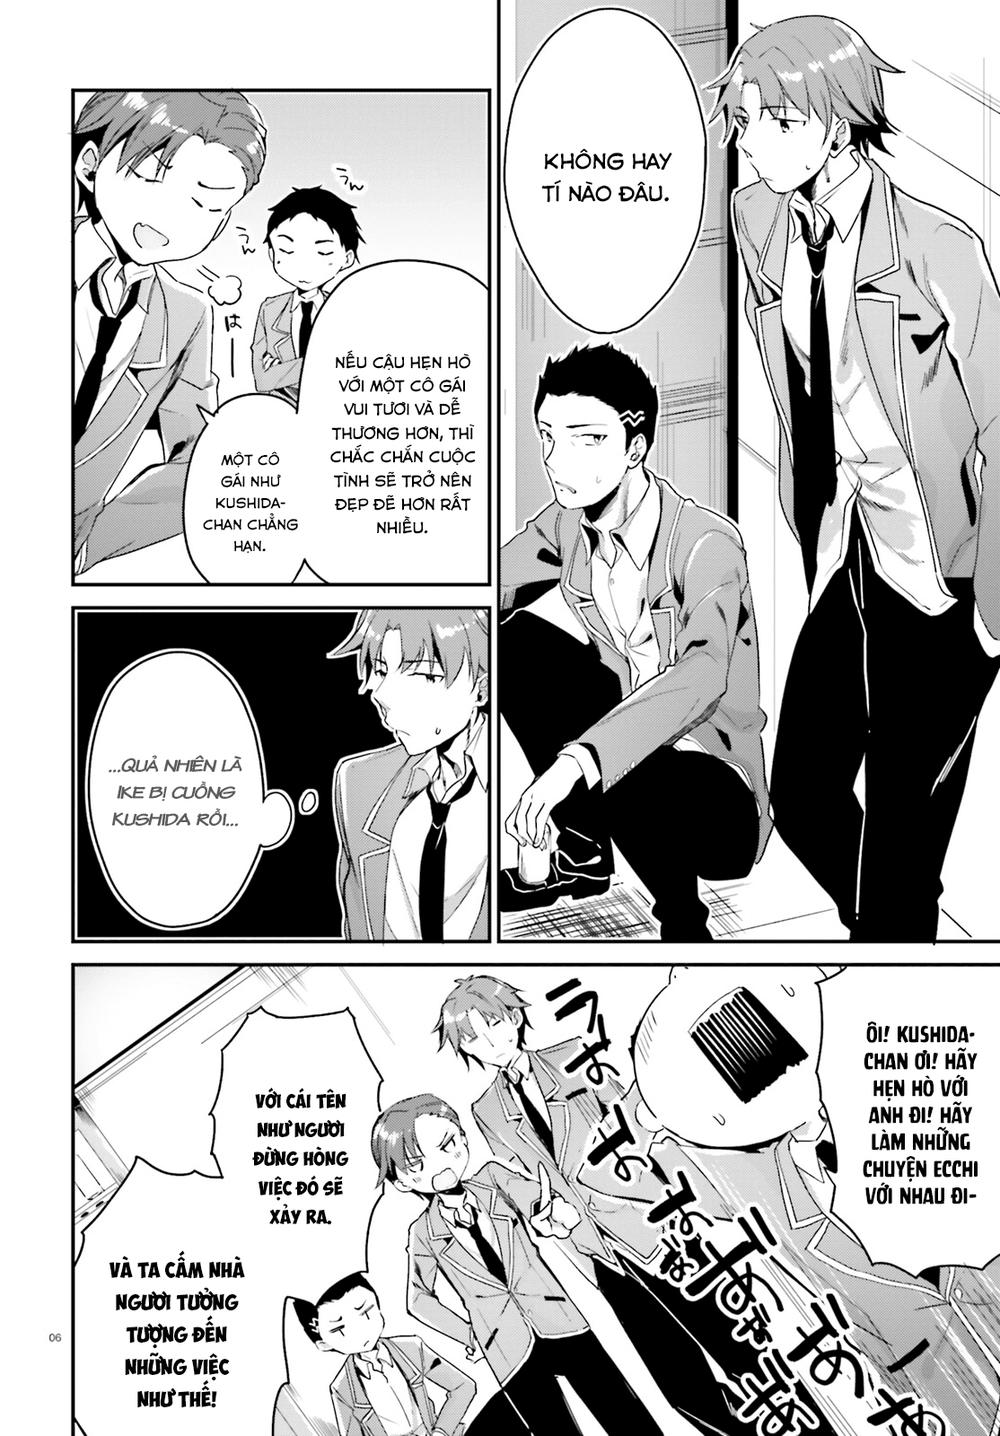 KHÔNG HAY
TÍ NÀO ĐÂU.
NẾU CẬU HẸN HÒ
VỚI MỘT CÔ GÁI
VUI TƯƠI VÀ DỄ
THƯƠNG HƠN, THÌ
CHẮC CHẮN CUỘC
TÌNH SẼ TRỞ NÊN
ĐẸP ĐẼ HƠN RẤT
NHIỀU.
うん
うん
はー
MỘT CÔ
GÁI NHƯ
KUSHIDA-
CHAN CHẲNG
HẠN.
...QUẢ NHIÊN LÀ
IKE BỊ CUỒNG
KUSHIDA RỒI...
ÔI! KUSHIDA-
CHAN ƠI! HÃY
HẸN HÒ VỚI
ANH ĐI! HÃY
LÀM NHỮNG
CHUYỆN ECCHI
VỚI NHAU ĐI-
VỚI CÁI TÊN
NHƯ NGƯƠI
ĐỪNG HÒNG
VIỆC ĐÓ SẼ
XẢY RA.
VÀ TA CẤM NHÀ
NGƯƠI TƯỞNG
TƯỢNG ĐẾN
NHỮNG VIỆC
NHƯ THẾ!
06